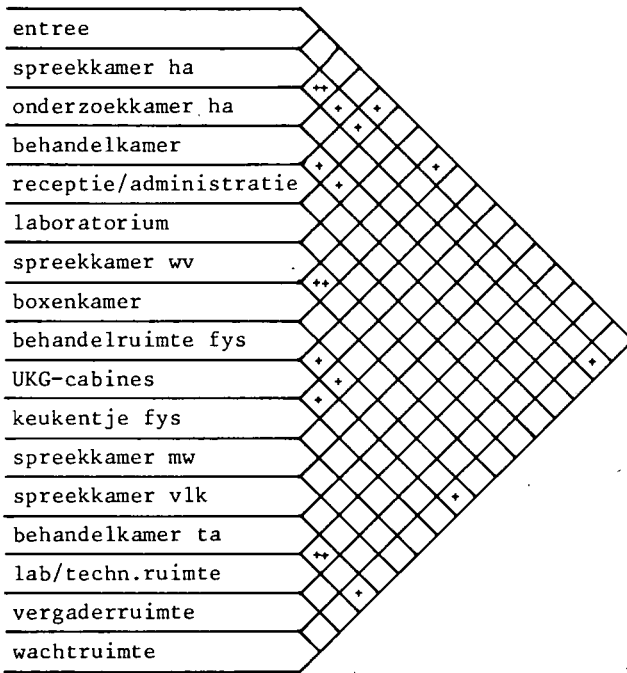 entree
spreekkamer ha
++
onderzoekkamer ha + +
+
behandelkamer
+ +
receptie/administratie +
laboratorium
spreekkamer wv
++
boxenkamer
behandelruimte fys
+ +
UKG-cabines +
+
keukentje fys
spreekkamer mw
spreekkamer vlk +
behandelkamer ta
++
lab/techn.ruimte
+
vergaderruimte
wachtruimte